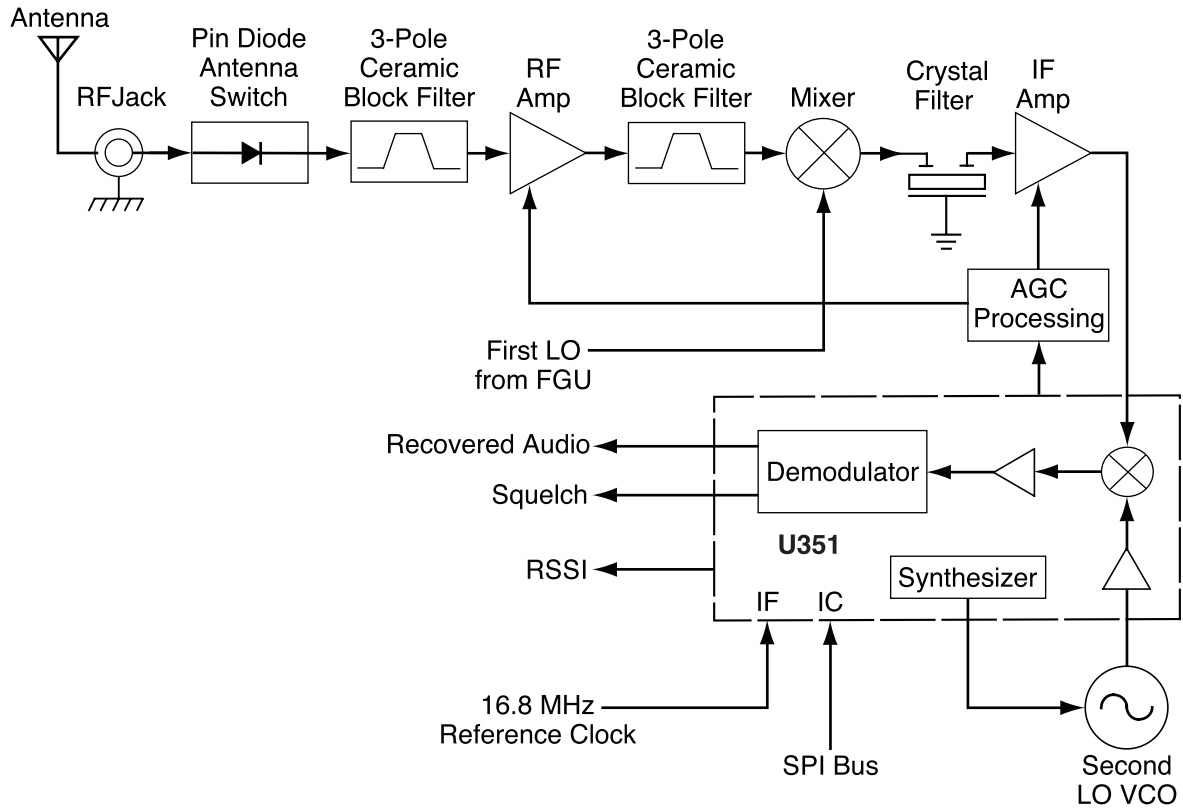 Antenna
RFJack
Pin Diode
Antenna
Switch
3-Pole
Ceramic
Block Filter
RF
Amp
3-Pole
Ceramic
Block Filter
Mixer
Crystal
Filter
IF
Amp
AGC
Processing
First LO
from FGU
Recovered Audio
Squelch
RSSI
Demodulator
U351
Synthesizer
IF
IC
16.8 MHz
Reference Clock
SPI Bus
Second
LO VCO